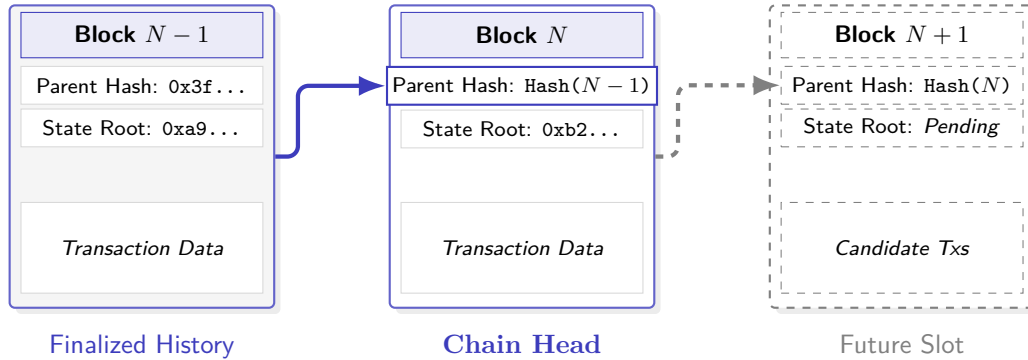 Block N − 1
Parent Hash: 0x3f...
State Root: 0xa9...
Transaction Data
Finalized History
Block N
Parent Hash: Hash(N − 1)
State Root: 0xb2...
Transaction Data
Chain Head
Block N + 1
Parent Hash: Hash(N)
State Root: Pending
Candidate Txs
Future Slot